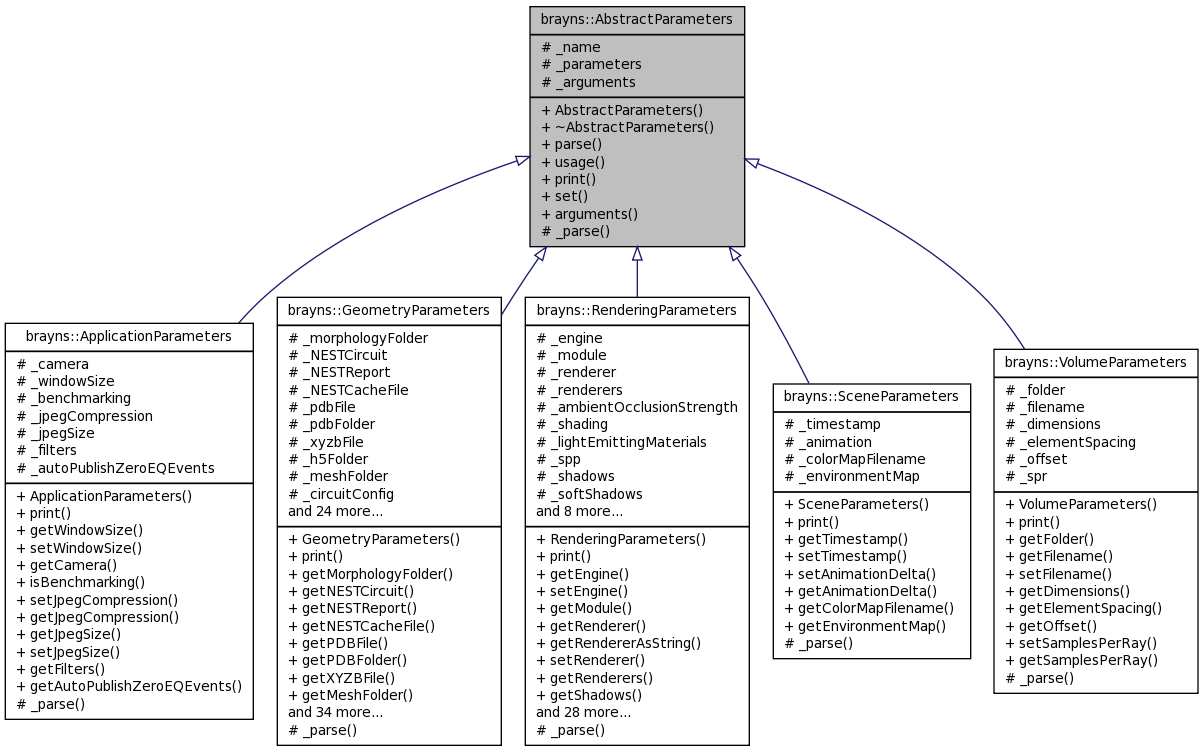 brayns::AbstractParameters
# _name
# _parameters
# _arguments
+ AbstractParameters()
+ ~AbstractParameters()
+ parse()
+ usage()
+ print()
+ set()
+ arguments()
# _parse()
brayns::ApplicationParameters
# _camera
# _windowSize
# _benchmarking
# _jpegCompression
# _jpegSize
# _filters
# _autoPublishZeroEQEvents
+ ApplicationParameters()
+ print()
+ getWindowSize()
+ setWindowSize()
+ getCamera()
+ isBenchmarking()
+ setJpegCompression()
+ getJpegCompression()
+ getJpegSize()
+ setJpegSize()
+ getFilters()
+ getAutoPublishZeroEQEvents()
# _parse()
brayns::GeometryParameters
# _morphologyFolder
# _NESTCircuit
# _NESTReport
# _NESTCacheFile
# _pdbFile
# _pdbFolder
# _xyzbFile
# _h5Folder
# _meshFolder
# _circuitConfig
and 24 more...
+ GeometryParameters()
+ print()
+ getMorphologyFolder()
+ getNESTCircuit()
+ getNESTReport()
+ getNESTCacheFile()
+ getPDBFile()
+ getPDBFolder()
+ getXYZBFile()
+ getMeshFolder()
and 34 more...
# _parse()
brayns::RenderingParameters
# _engine
# _module
# _renderer
# _renderers
# _ambientOcclusionStrength
# _shading
# _lightEmittingMaterials
# _spp
# _shadows
# _softShadows
and 8 more...
+ RenderingParameters()
+ print()
+ getEngine()
+ setEngine()
+ getModule()
+ getRenderer()
+ getRendererAsString()
+ setRenderer()
+ getRenderers()
+ getShadows()
and 28 more...
# _parse()
brayns::SceneParameters
# _timestamp
# _animation
# _colorMapFilename
# _environmentMap
+ SceneParameters()
+ print()
+ getTimestamp()
+ setTimestamp()
+ setAnimationDelta()
+ getAnimationDelta()
+ getColorMapFilename()
+ getEnvironmentMap()
# _parse()
brayns::VolumeParameters
# _folder
# _filename
# _dimensions
# _elementSpacing
# _offset
# _spr
+ VolumeParameters()
+ print()
+ getFolder()
+ getFilename()
+ setFilename()
+ getDimensions()
+ getElementSpacing()
+ getOffset()
+ setSamplesPerRay()
+ getSamplesPerRay()
# _parse()